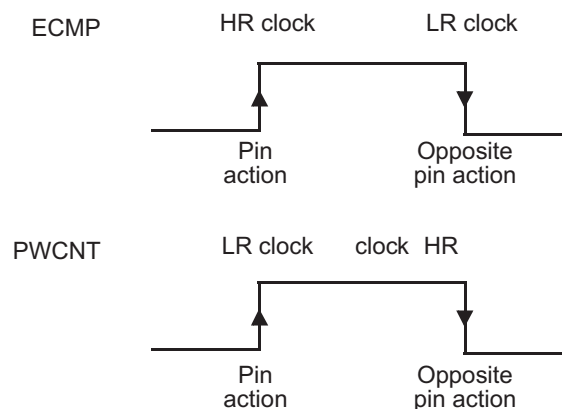 ECMP HR clock LR clock
Pin Opposite
action pin action
PWCNT LR clock clock HR
Pin Opposite
action pin action